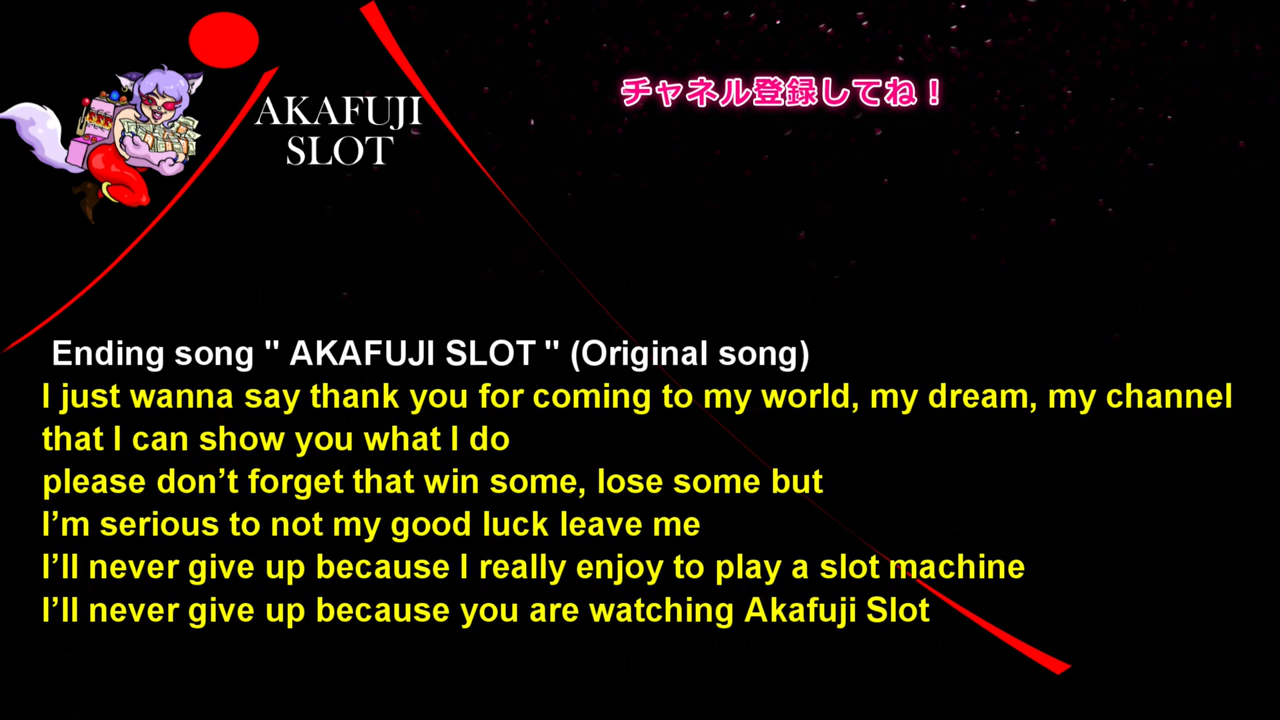 AKAFUJI
SLOT
チャネル登録してね！
Ending song " AKAFUJI SLOT " (Original song)
I just wanna say thank you for coming to my world, my dream, my channel
that I can show you what I do
please don’t forget that win some, lose some but
I’m serious to not my good luck leave me
I’ll never give up because I really enjoy to play a slot machine
I’ll never give up because you are watching Akafuji Slot